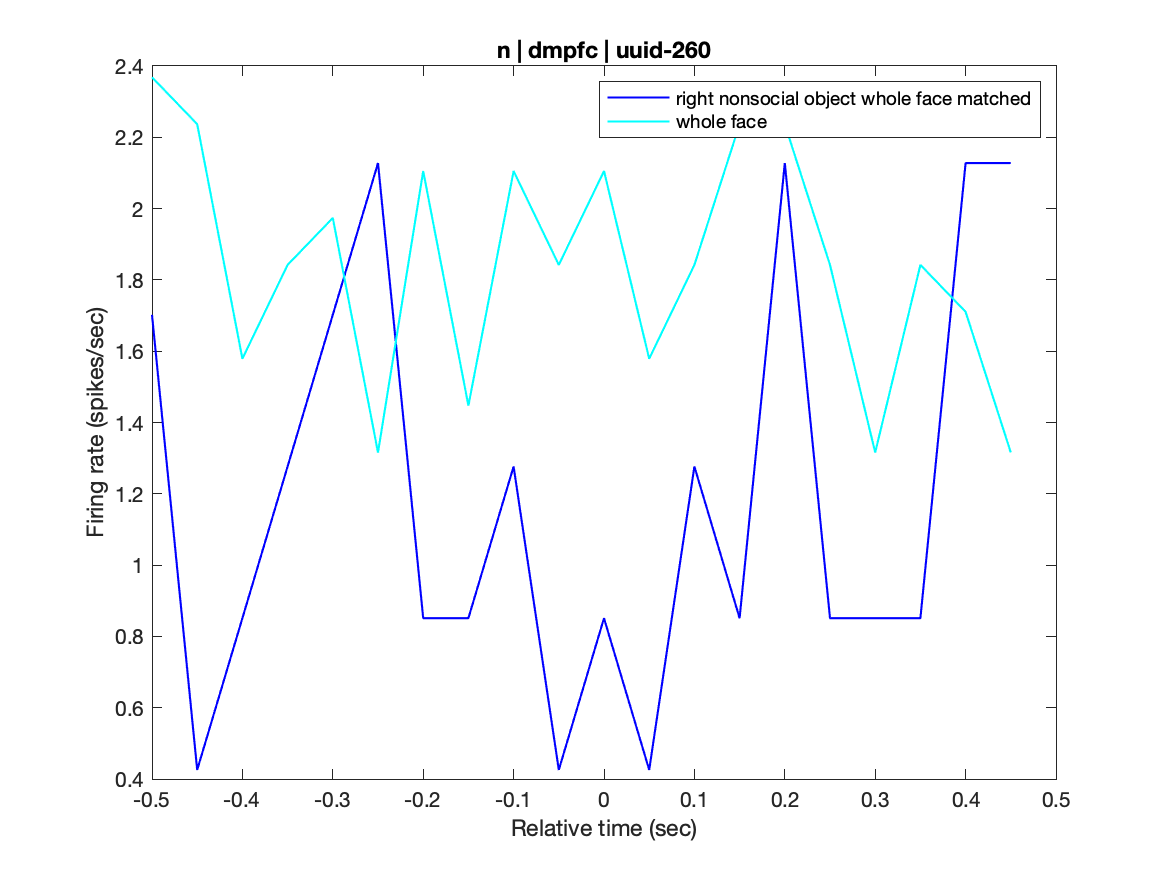 n | dmpfc | uuid-260
right nonsocial object whole face matched
whole face
2.4
2.2
2
1.8
1.6
1.4
1.2
1
0.8
0.6
0.4
Firing rate (spikes/sec)
-0.5 -0.4 -0.3 -0.2 -0.1 0 0.1 0.2 0.3 0.4 0.5
Relative time (sec)